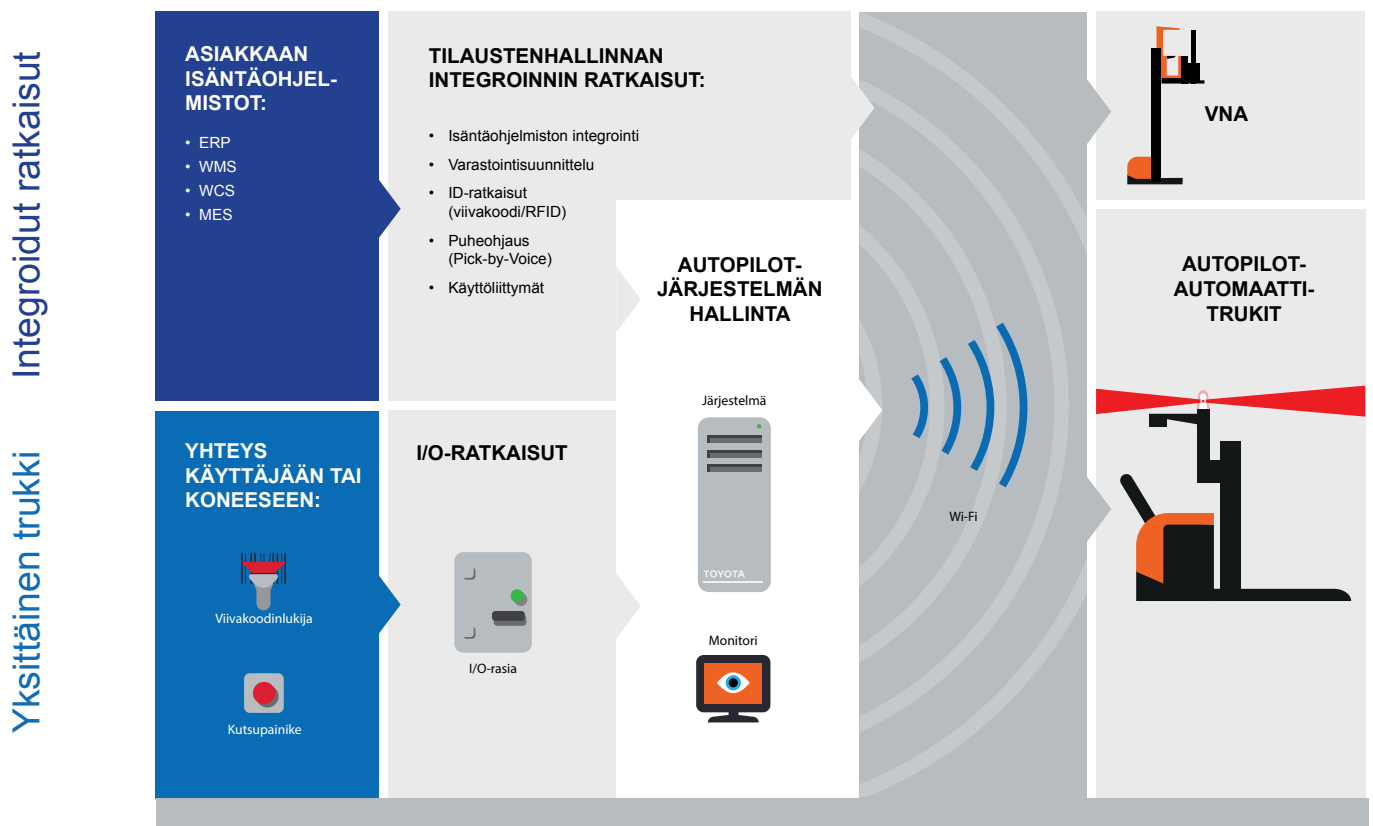 Integroidut ratkaisut
Yksittäinen trukki
ASIAKKAAN
ISÄNTÄOHJEL-
MISTOT:
• ERP
• WMS
• WCS
• MES
TILAUSTENHALLINNAN
INTEGROINNIN RATKAISUT:
• Isäntäohjelmiston integrointi
• Varastointisuunnittelu
• ID-ratkaisut
(viivakoodi/RFID)
• Puheohjaus
(Pick-by-Voice)
• Käyttöliittymät
YHTEYS
KÄYTTÄJÄÄN TAI
KONEESEEN:
Viivakoodinlukija
Kutsupainike
I/O-RATKAISUT
I/O-rasia
AUTOPILOT-
JÄRJESTELMÄN
HALLINTA
Järjestelmä
TOYOTA
Monitori
Wi-Fi
VNA
AUTOPILOT-
AUTOMAATTI-
TRUKIT